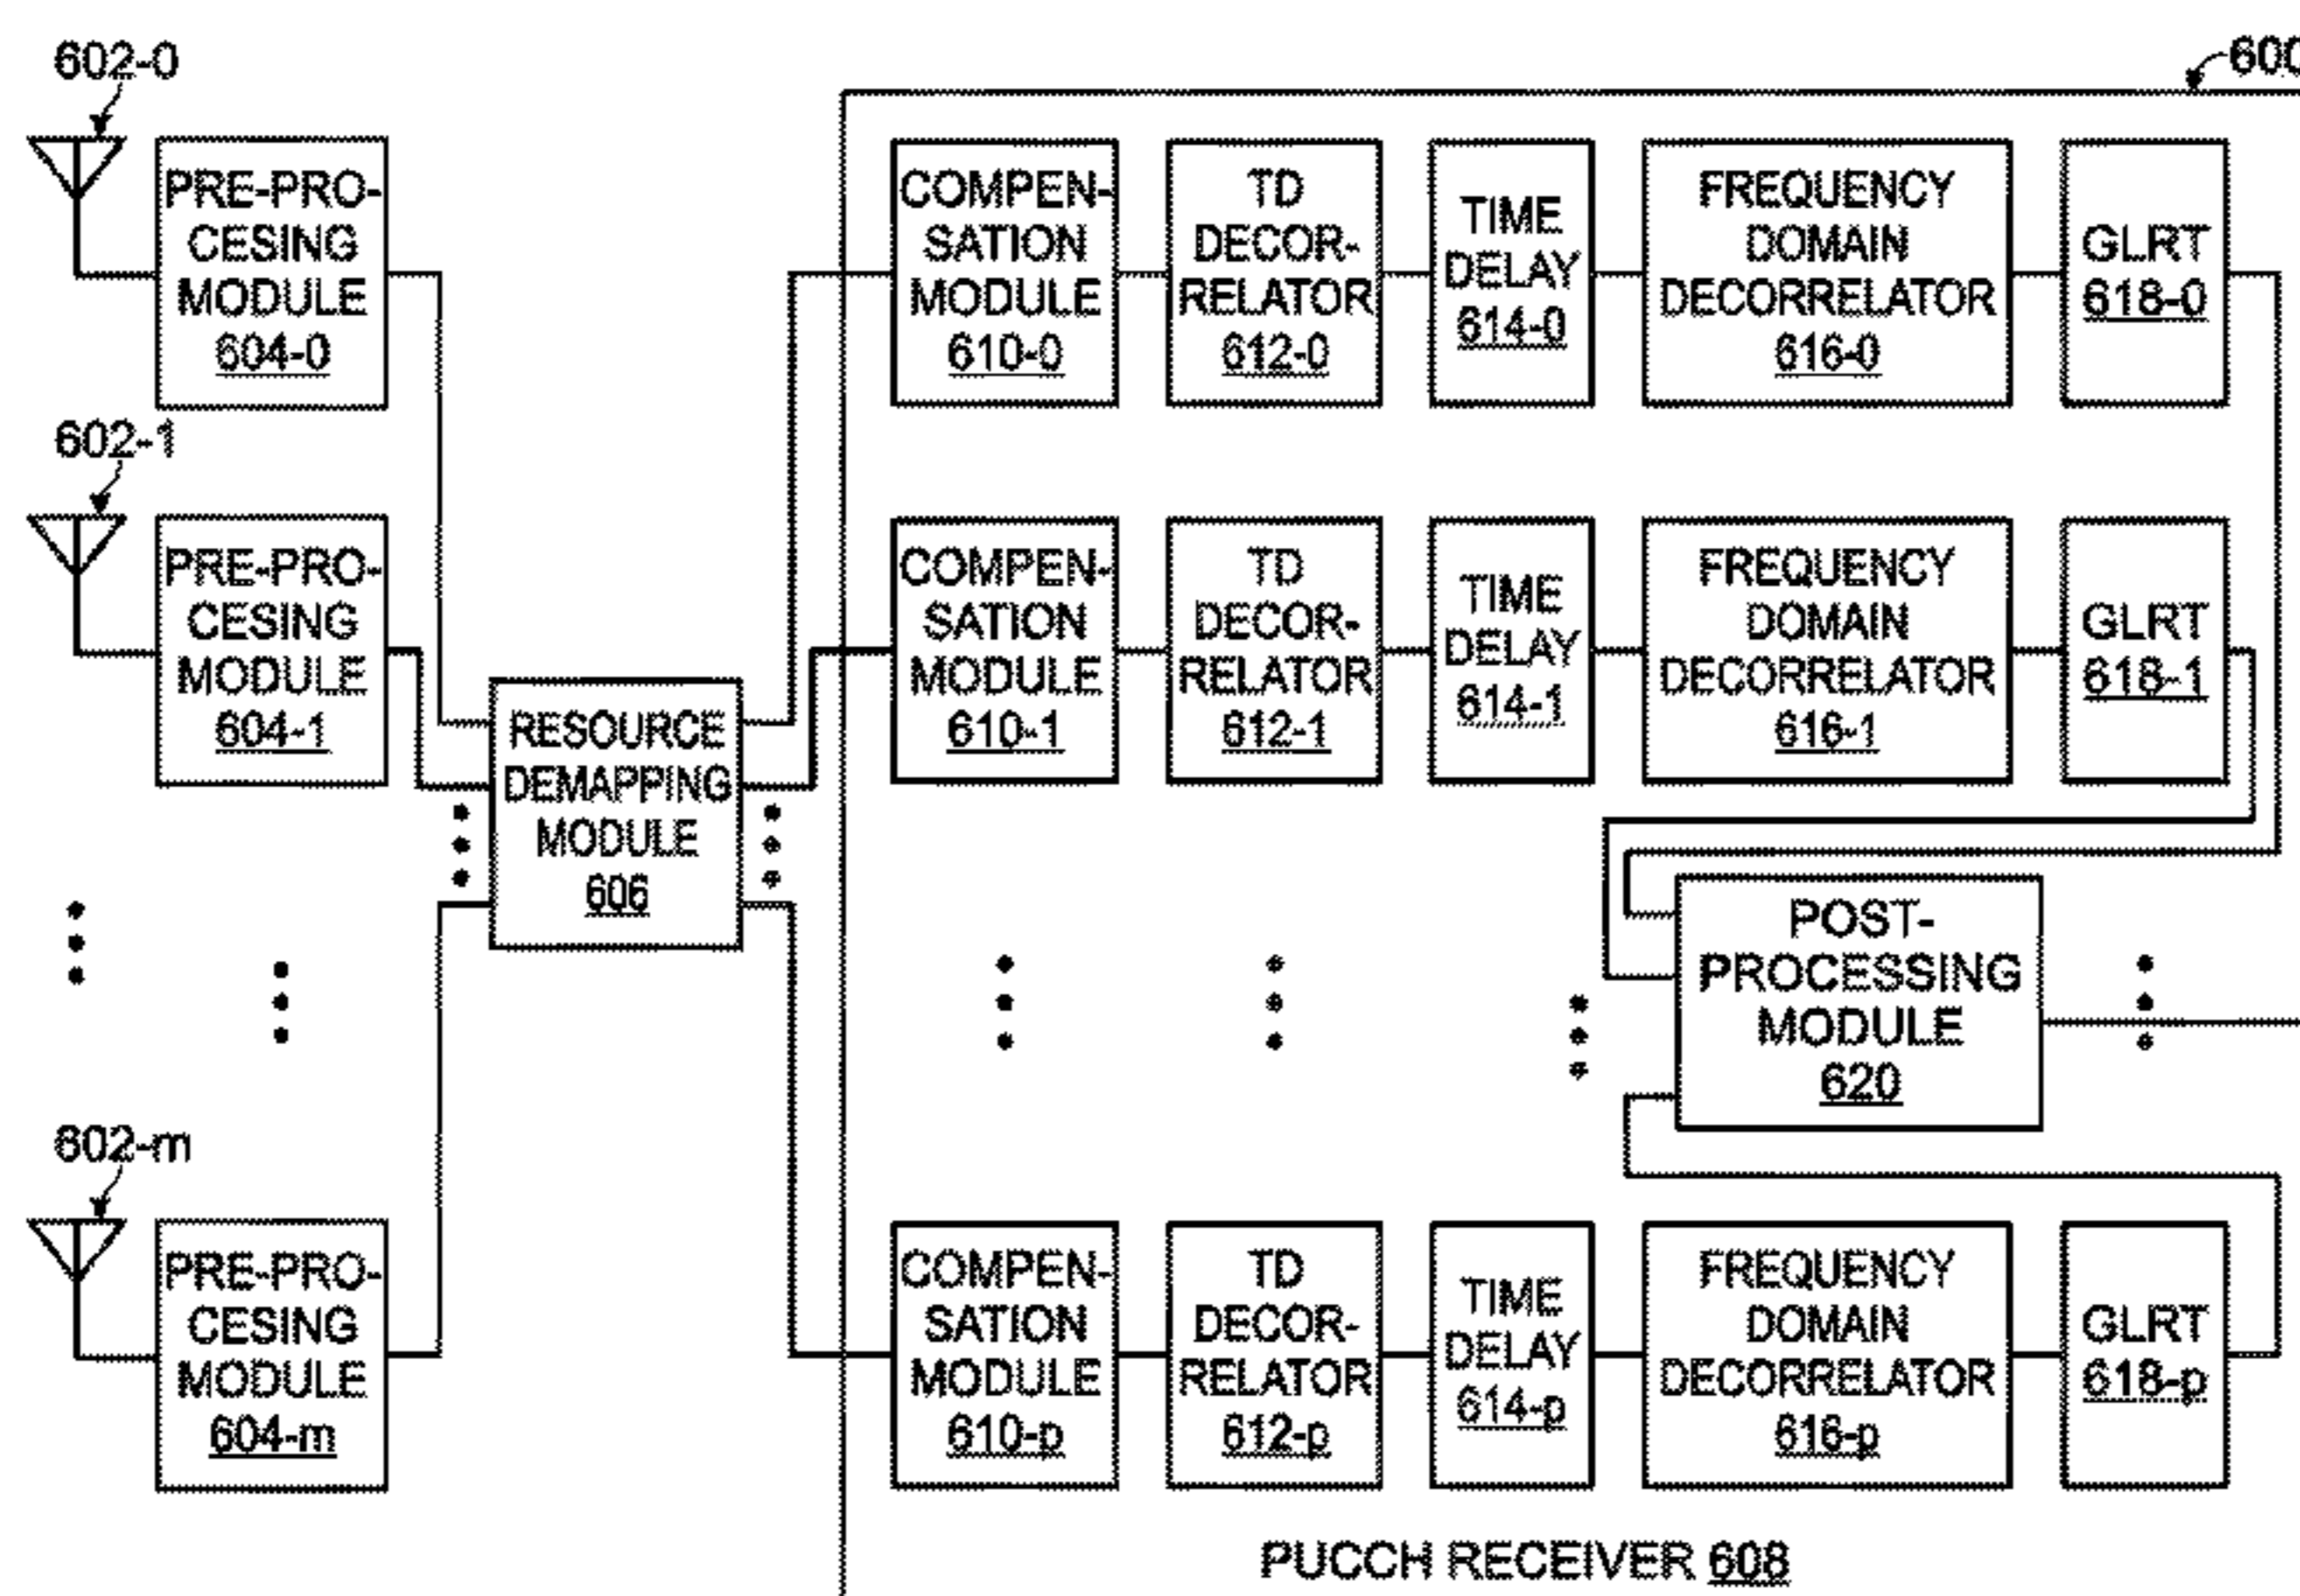 602-0
600
PRE-PRO-
CESING
MODULE
604-0
COMPEN-
SATION
MODULE
610-0
TD
DECOR-
RELATOR
612-0
TIME
DELAY
614-0
FREQUENCY
DOMAIN
DECORRELATOR
616-0
GLRT
618-0
602-1
PRE-PRO-
CESING
MODULE
604-1
COMPEN-
SATION
MODULE
610-1
TD
DECOR-
RELATOR
612-1
TIME
DELAY
614-1
FREQUENCY
DOMAIN
DECORRELATOR
616-1
GLRT
618-1
RESOURCE
DEMAPPING
MODULE
606
POST-
PROCESSING
MODULE
620
602-m
PRE-PRO-
CESING
MODULE
604-m
COMPEN-
SATION
MODULE
610-p
TD
DECOR-
RELATOR
612-p
TIME
DELAY
614-p
FREQUENCY
DOMAIN
DECORRELATOR
616-p
GLRT
618-p
PUCCH RECEIVER 608